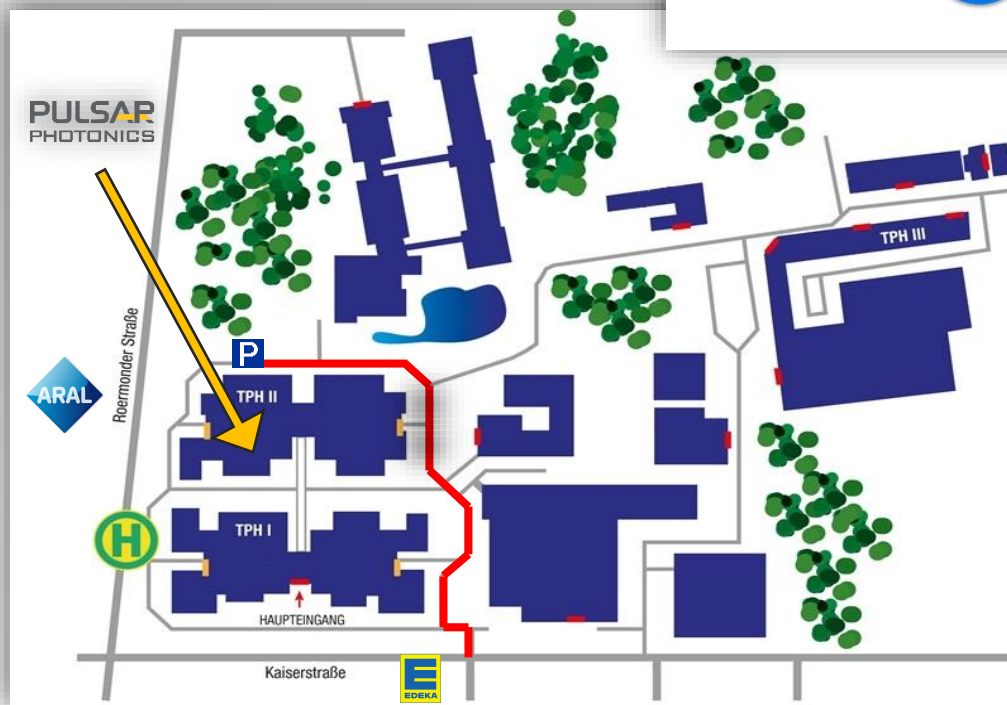 PULSAR
PHOTONICS
TPH III
Roermonder Straße
P
ARAL
TPH II
H
TPH I
HAUPTEINGANG
Kaiserstraße
E
EDEKA